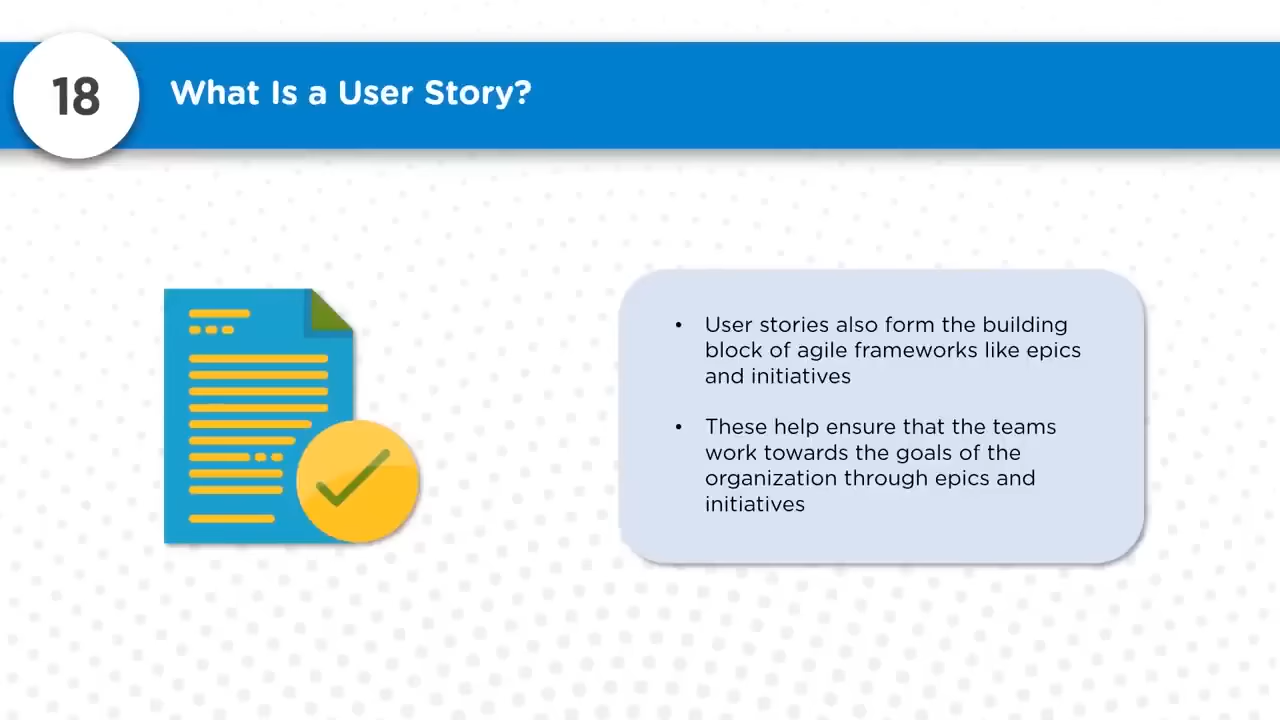 18
What Is a User Story?
• User stories also form the building
block of agile frameworks like epics
and initiatives
• These help ensure that the teams
work towards the goals of the
organization through epics and
initiatives